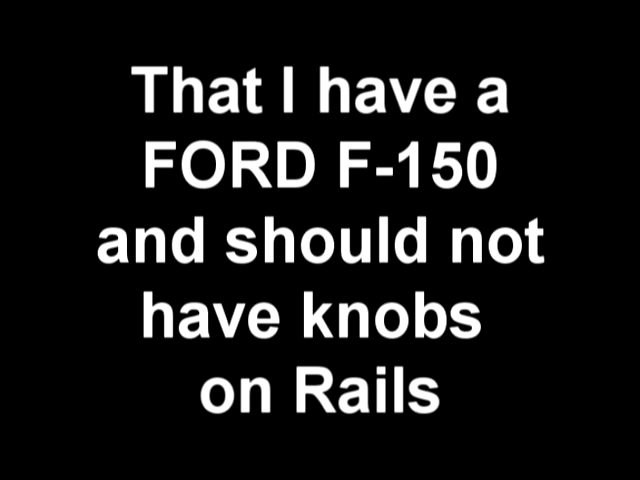 That I have a
FORD F-150
and should not
have knobs
on Rails